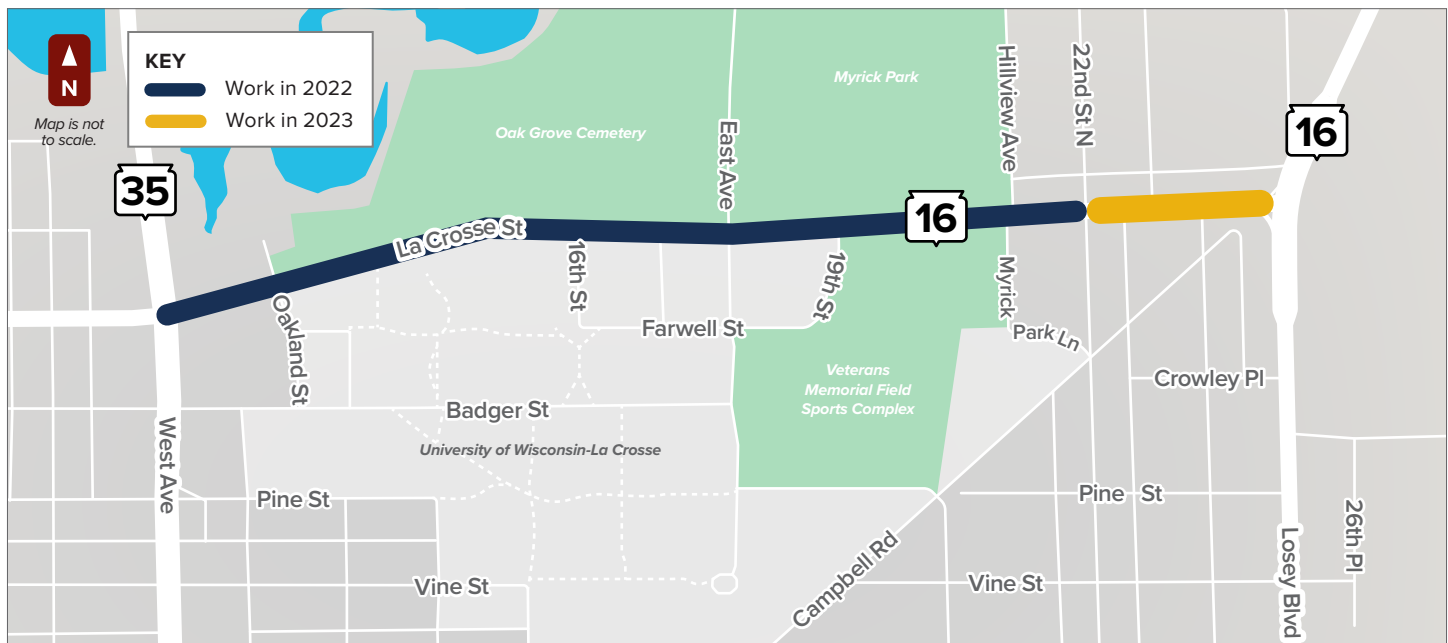 N
Map is not
to scale.
KEY
Work in 2022
Work in 2023
35
16
16
Oak Grove Cemetery
Myrick Park
East Ave
Hillview Ave
22nd St N
La Crosse St
16th St
19th St
Oakland St
Farwell St
Myrick
Park Ln
Veterans
Memorial Field
Sports Complex
Crowley Pl
Badger St
University of Wisconsin-La Crosse
West Ave
Pine St
Pine St
Campbell Rd
Vine St
Vine St
Losey Blvd
26th Pl